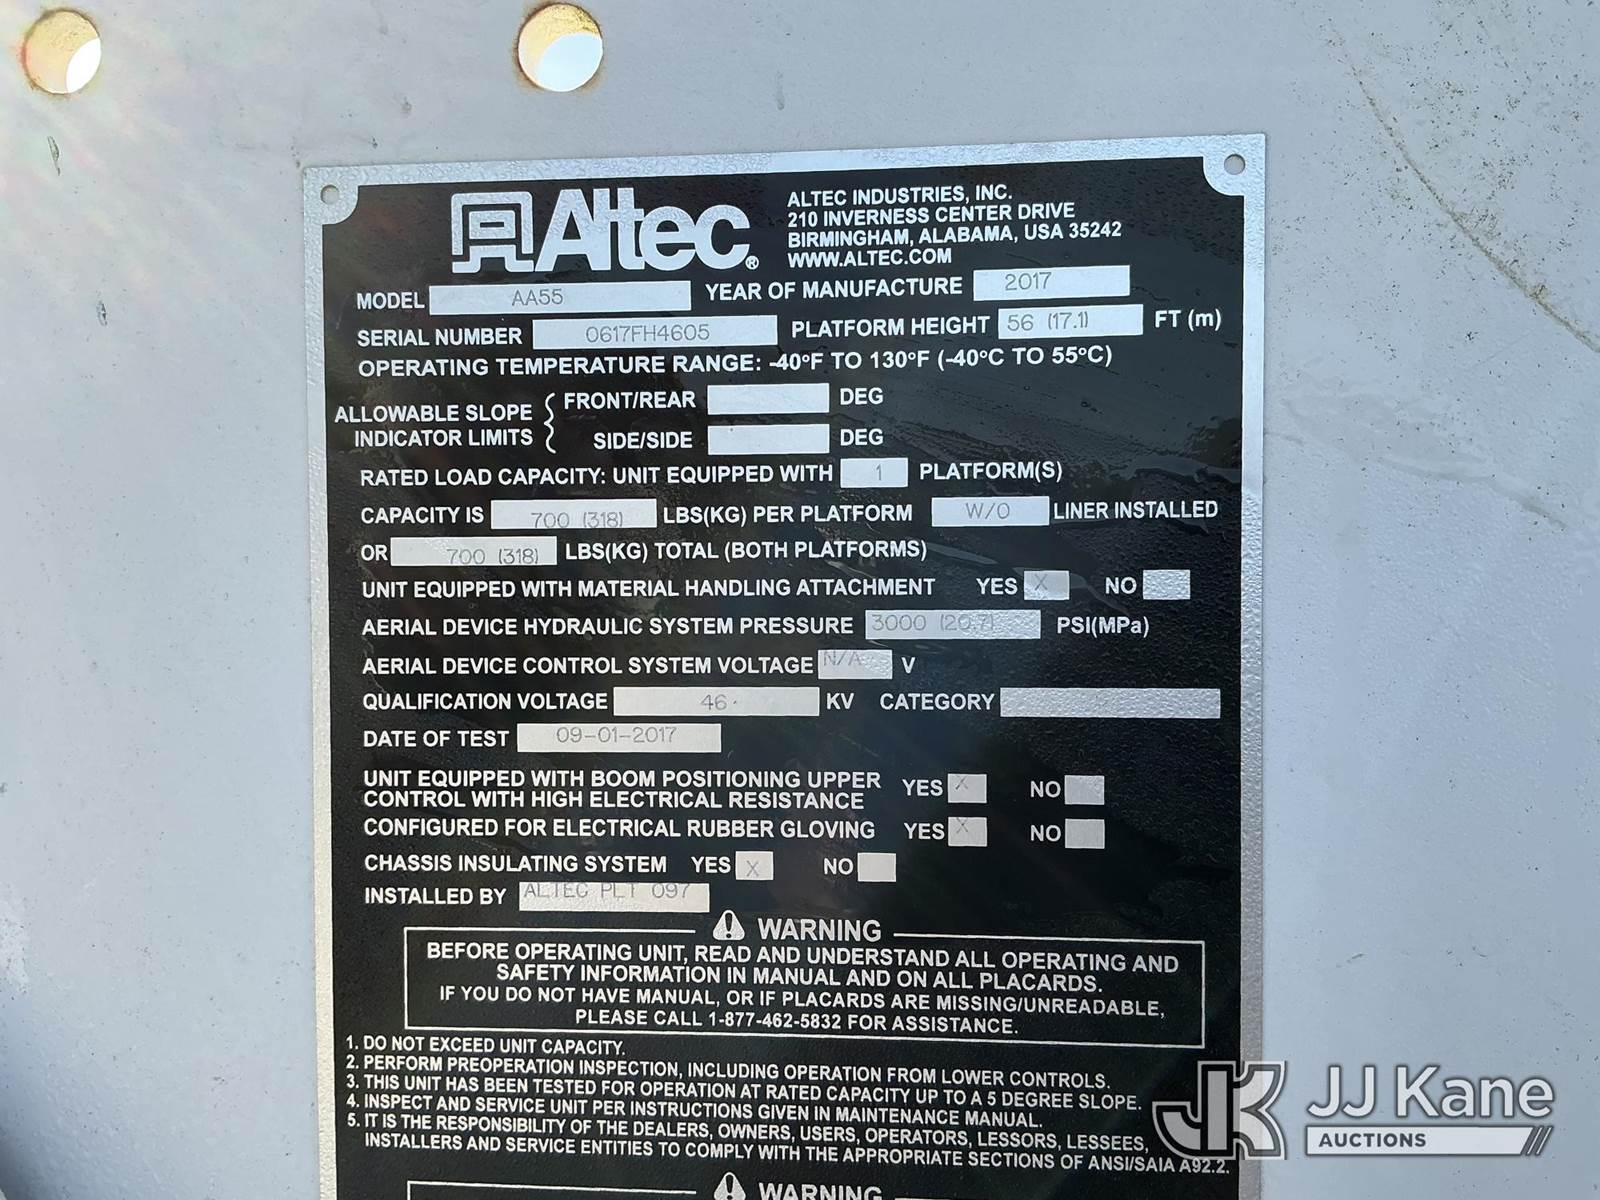 Altec®
ALTEC INDUSTRIES, INC.
210 INVERNESS CENTER DRIVE
BIRMINGHAM, ALABAMA, USA 35242
WWW.ALTEC.COM
MODEL AA55 YEAR OF MANUFACTURE 2017
SERIAL NUMBER 0617FH4605 PLATFORM HEIGHT 56 (17.1) FT (m)
OPERATING TEMPERATURE RANGE: -40°F TO 130°F (-40°C TO 55°C)
ALLOWABLE SLOPE INDICATOR LIMITS { FRONT/REAR DEG
SIDE/SIDE DEG
RATED LOAD CAPACITY: UNIT EQUIPPED WITH 1 PLATFORM(S)
CAPACITY IS 700 (318) LBS(KG) PER PLATFORM W/O LINER INSTALLED
OR 700 (318) LBS(KG) TOTAL (BOTH PLATFORMS)
UNIT EQUIPPED WITH MATERIAL HANDLING ATTACHMENT YES X NO
AERIAL DEVICE HYDRAULIC SYSTEM PRESSURE 3000 (20.7) PSI(MPa)
AERIAL DEVICE CONTROL SYSTEM VOLTAGE N/A V
QUALIFICATION VOLTAGE 46 KV CATEGORY
DATE OF TEST 09-01-2017
UNIT EQUIPPED WITH BOOM POSITIONING UPPER
CONTROL WITH HIGH ELECTRICAL RESISTANCE YES X NO
CONFIGURED FOR ELECTRICAL RUBBER GLOVING YES X NO
CHASSIS INSULATING SYSTEM YES X NO
INSTALLED BY ALTEC PLT 097
WARNING
BEFORE OPERATING UNIT, READ AND UNDERSTAND ALL OPERATING AND
SAFETY INFORMATION IN MANUAL AND ON ALL PLACARDS.
IF YOU DO NOT HAVE MANUAL, OR IF PLACARDS ARE MISSING/UNREADABLE,
PLEASE CALL 1-877-462-5832 FOR ASSISTANCE.
1. DO NOT EXCEED UNIT CAPACITY.
2. PERFORM PREOPERATION INSPECTION, INCLUDING OPERATION FROM LOWER CONTROLS.
3. THIS UNIT HAS BEEN TESTED FOR OPERATION AT RATED CAPACITY UP TO A 5 DEGREE SLOPE.
4. INSPECT AND SERVICE UNIT PER INSTRUCTIONS GIVEN IN MAINTENANCE MANUAL.
5. IT IS THE RESPONSIBILITY OF THE DEALERS, OWNERS, USERS, OPERATORS, LESSORS, LESSEES,
INSTALLERS AND SERVICE ENTITIES TO COMPLY WITH THE APPROPRIATE SECTIONS OF ANSI/SAIA A92.2.
WARNING
JK JJ Kane
AUCTIONS